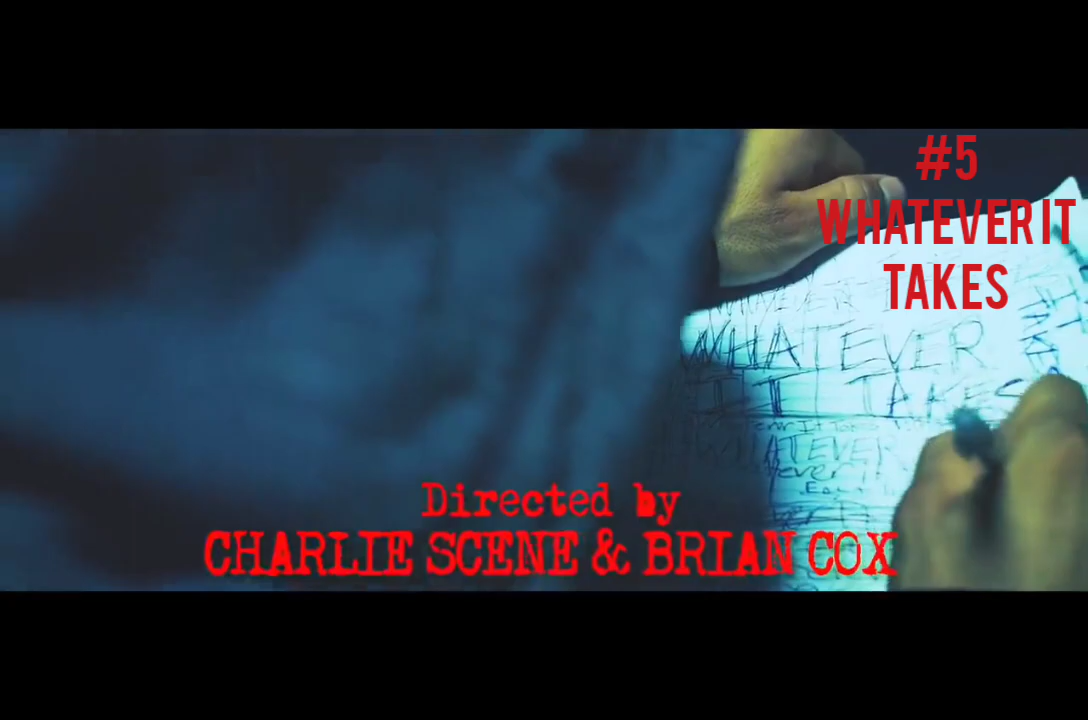 #5
WHATEVER IT
TAKES
WHATEVER
IT TAKES
WHATEVER
Directed by
CHARLIE SCENE & BRIAN COX